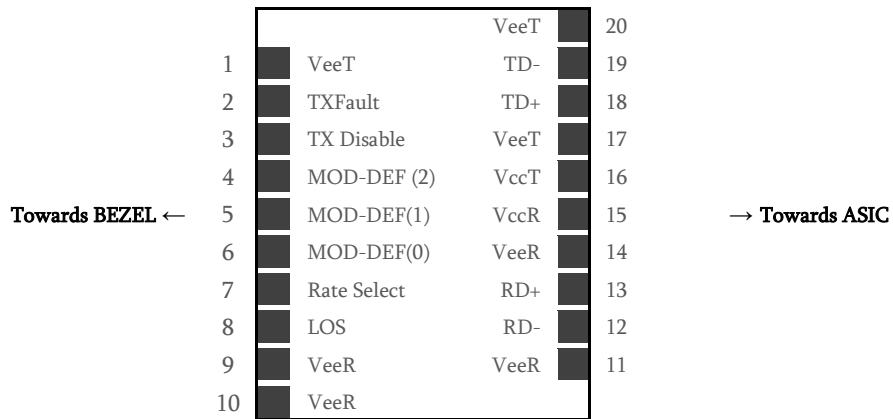 VeeT 20
1 VeeT TD- 19
2 TXFault TD+ 18
3 TX Disable VeeT 17
4 MOD-DEF (2) VccT 16
Towards BEZEL ← 5 MOD-DEF(1) VccR 15 → Towards ASIC
6 MOD-DEF(0) VeeR 14
7 Rate Select RD+ 13
8 LOS RD- 12
9 VeeR VeeR 11
10 VeeR